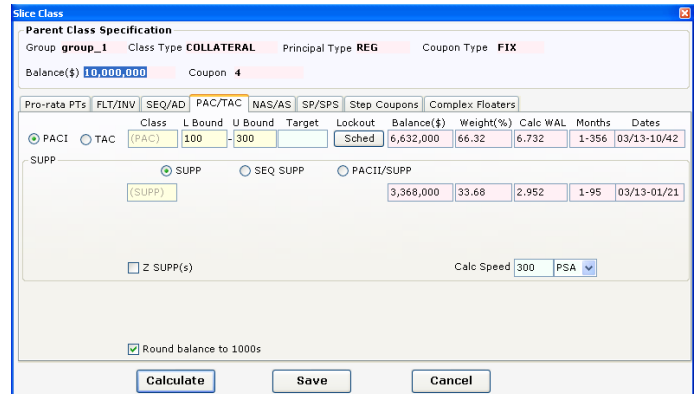 Slice Class
Parent Class Specification
Group group_1 Class Type COLLATERAL Principal Type REG Coupon Type FIX
Balance($) 10,000,000 Coupon 4
Pro-rata PTs FLT/INV SEQ/AD PAC/TAC NAS/AS SP/SPS Step Coupons Complex Floaters
Class L Bound U Bound Target Lockout Balance($) Weight(%) Calc WAL Months Dates
PACI TAC (PAC) 100 - 300 Sched 6,632,000 66.32 6.732 1-356 03/13-10/42
SUPP
SUPP SEQ SUPP PACII/SUPP
(SUPP) 3,368,000 33.68 2.952 1-95 03/13-01/21
Z SUPP(s) Calc Speed 300 PSA
Round balance to 1000s
Calculate Save Cancel